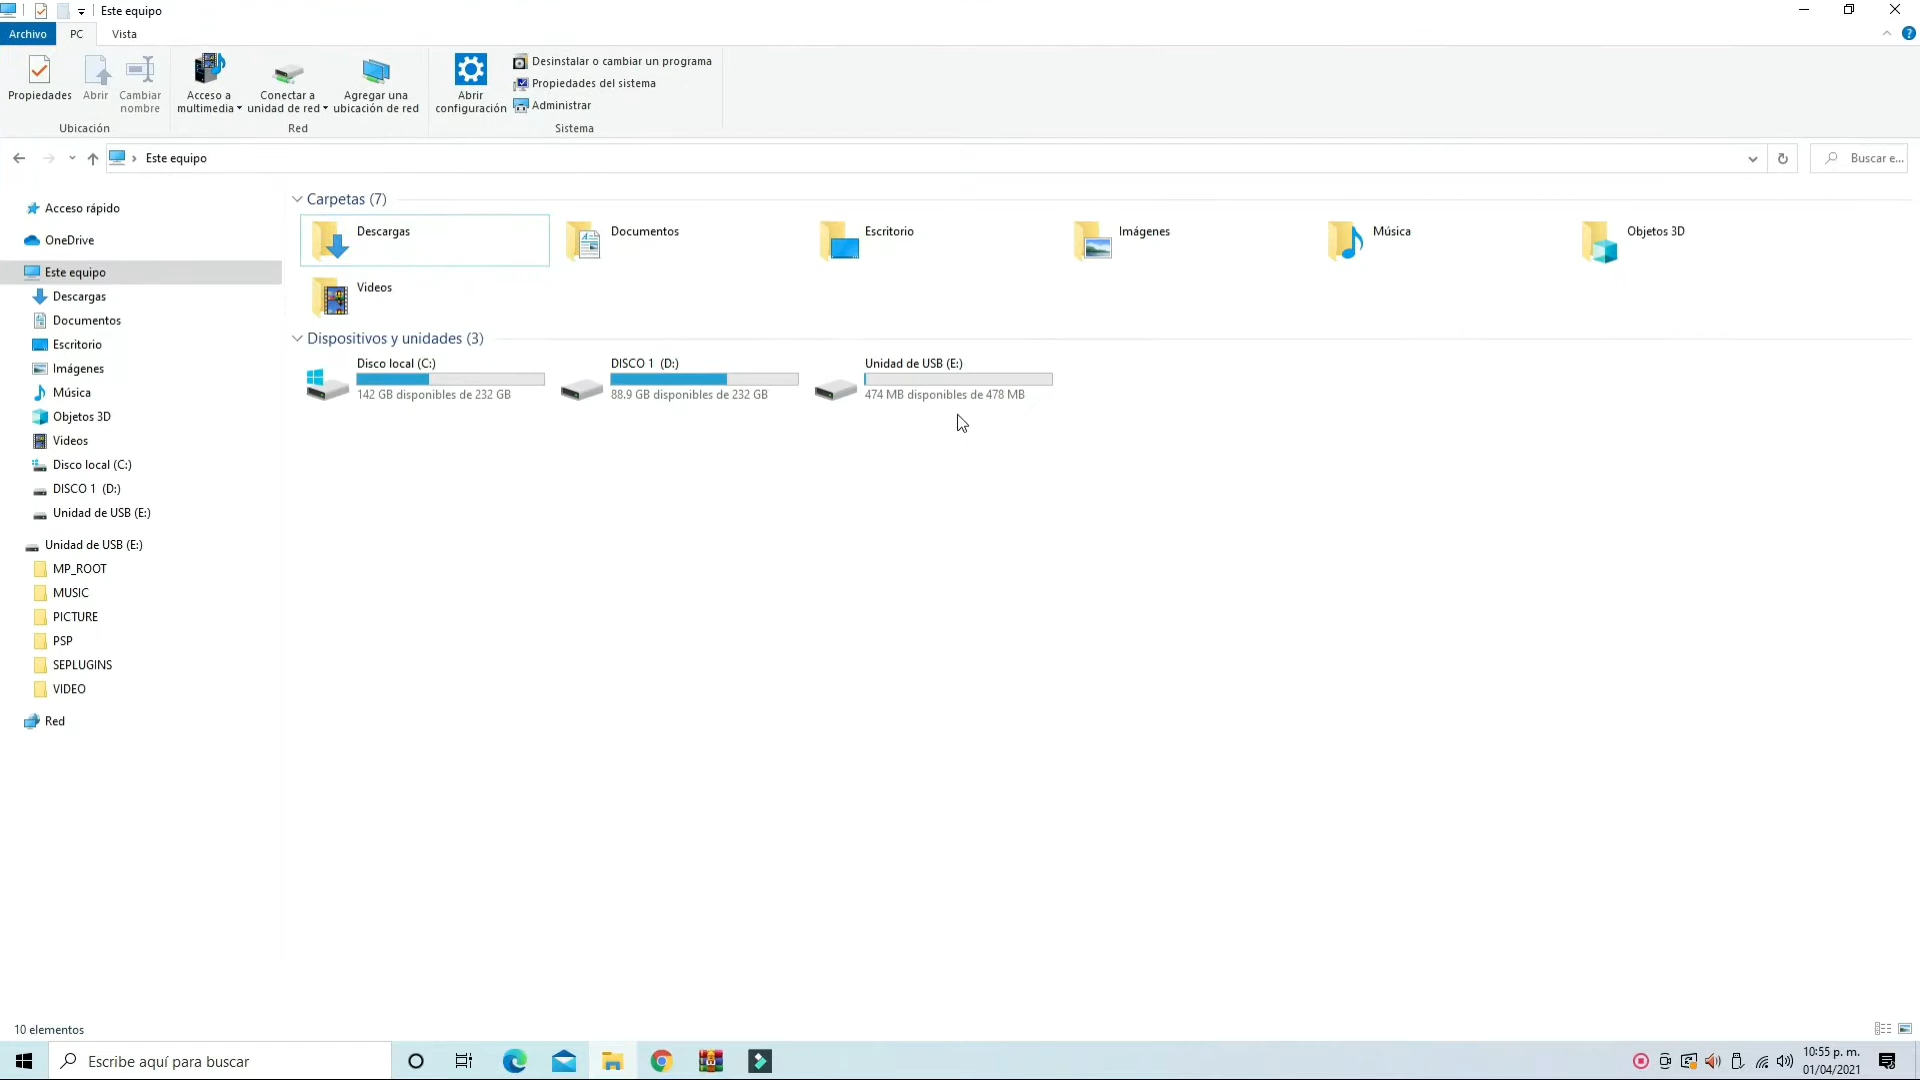 Este equipo
Archivo
PC
Vista
Propiedades
Abrir
Cambiar
nombre
Ubicación
Acceso a
multimedia
Conectar a
unidad de red
Agregar una
ubicación de red
Red
Abrir
configuración
Desinstalar o cambiar un programa
Propiedades del sistema
Administrar
Sistema
Este equipo
Buscar e...
Acceso rápido
OneDrive
Este equipo
Descargas
Documentos
Escritorio
Imágenes
Música
Objetos 3D
Videos
Disco local (C:)
DISCO 1 (D:)
Unidad de USB (E:)
Unidad de USB (E:)
MP_ROOT
MUSIC
PICTURE
PSP
SEPLUGINS
VIDEO
Red
Carpetas (7)
Descargas
Documentos
Escritorio
Imágenes
Música
Objetos 3D
Videos
Dispositivos y unidades (3)
Disco local (C:)
142 GB disponibles de 232 GB
DISCO 1 (D:)
88.9 GB disponibles de 232 GB
Unidad de USB (E:)
474 MB disponibles de 478 MB
10 elementos
Escribe aquí para buscar
10:55 p. m.
01/04/2021